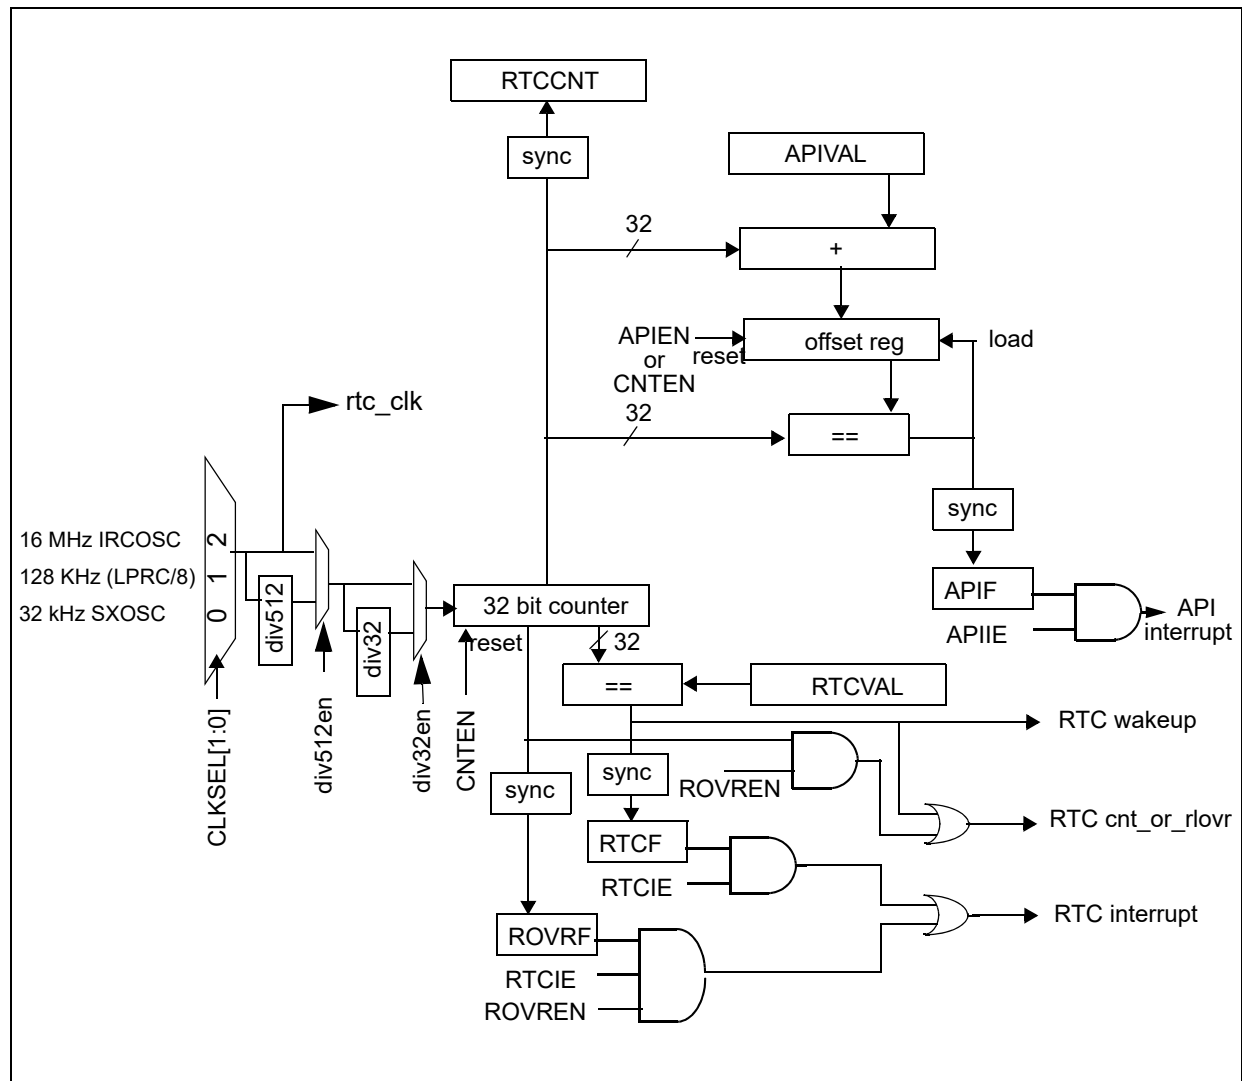 RTCCNT
sync
APIVAL
32
+
APIEN
or
CNTEN
reset
offset reg
load
32
==
rtc_clk
sync
16 MHz IRCOSC
128 KHz (LPRC/8)
32 kHz SXOSC
2
1
0
div512
div32
32 bit counter
reset
32
APIF
APIIE
API
interrupt
==
RTCVAL
CLKSEL[1:0]
div512en
div32en
CNTEN
RTC wakeup
sync
sync
ROVREN
RTC cnt_or_rlovr
RTCF
RTCIE
RTC interrupt
ROVRF
RTCIE
ROVREN